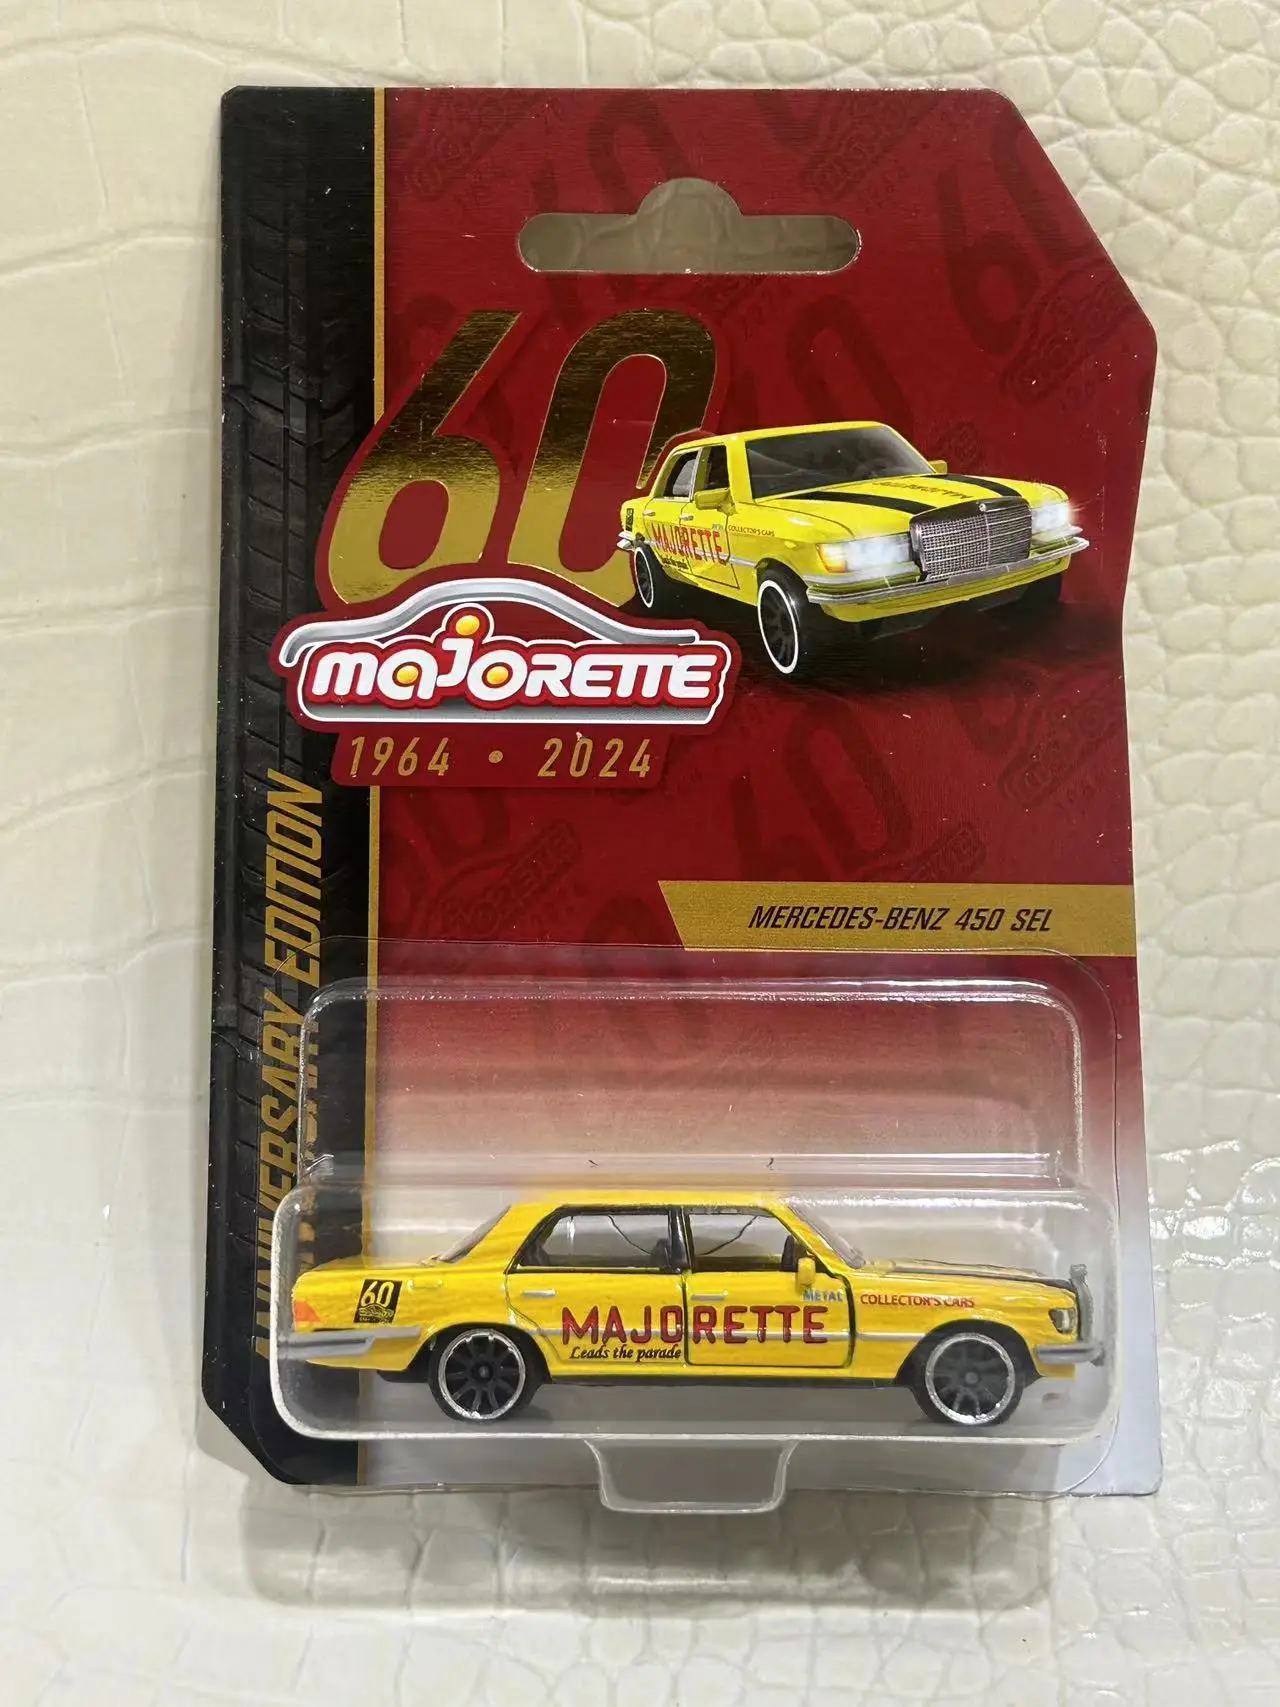 60
MAJORETTE
COLLECTOR'S CARS
MAJORETTE
majORETTE
1964 • 2024
ANNIVERSARY EDITION
MERCEDES-BENZ 450 SEL
60
METAL
COLLECTOR'S CARS
MAJORETTE
Leads the parade